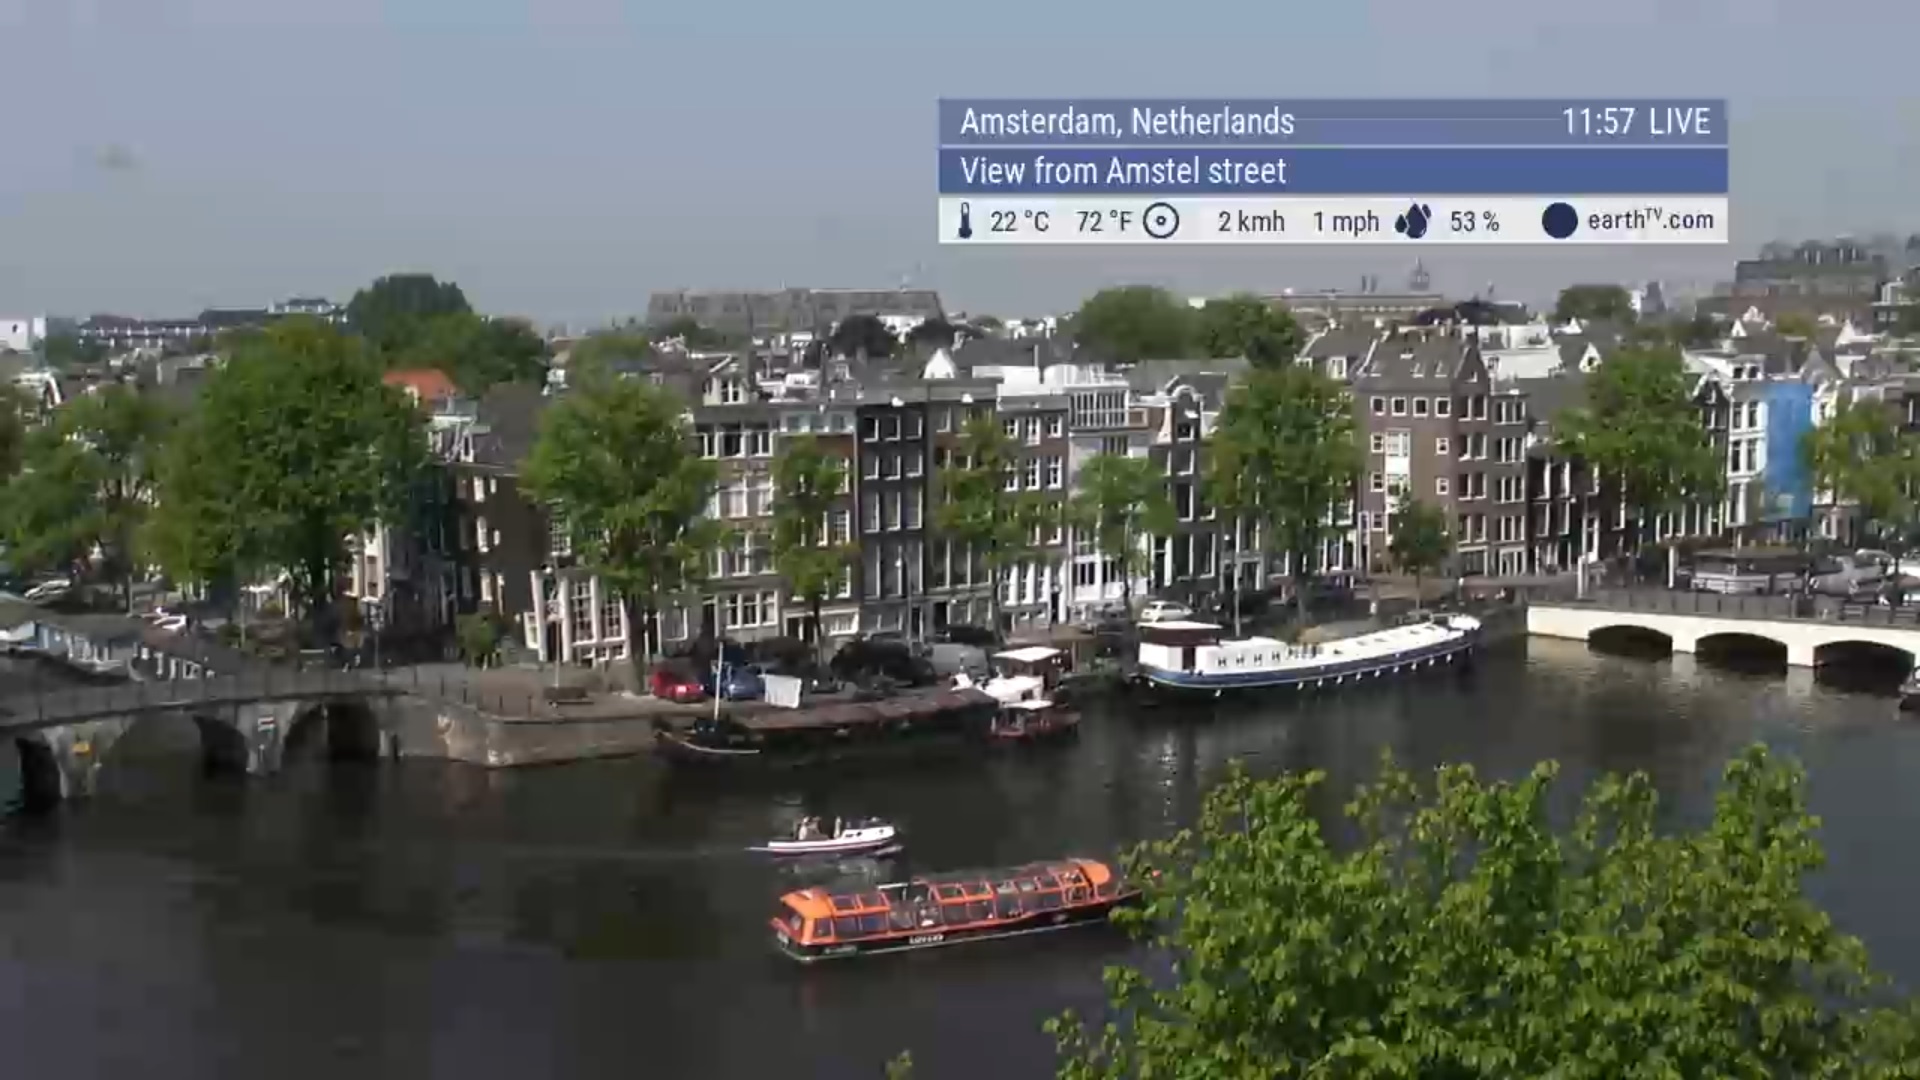 Amsterdam, Netherlands 11:57 LIVE
View from Amstel street
22 °C 72 °F 2 kmh 1 mph 53 % earthTV.com